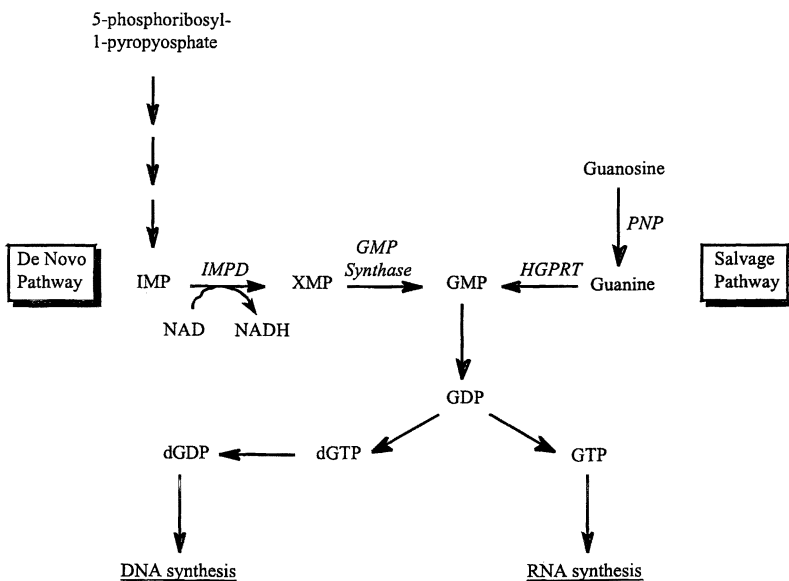 5-phosphoribosyl-
1-pyropyosphate
Guanosine
PNP
De Novo
Pathway
IMP
IMPD
NAD
NADH
XMP
GMP
Synthase
GMP
HGPRT
Guanine
Salvage
Pathway
GDP
dGDP
dGTP
GTP
DNA synthesis
RNA synthesis